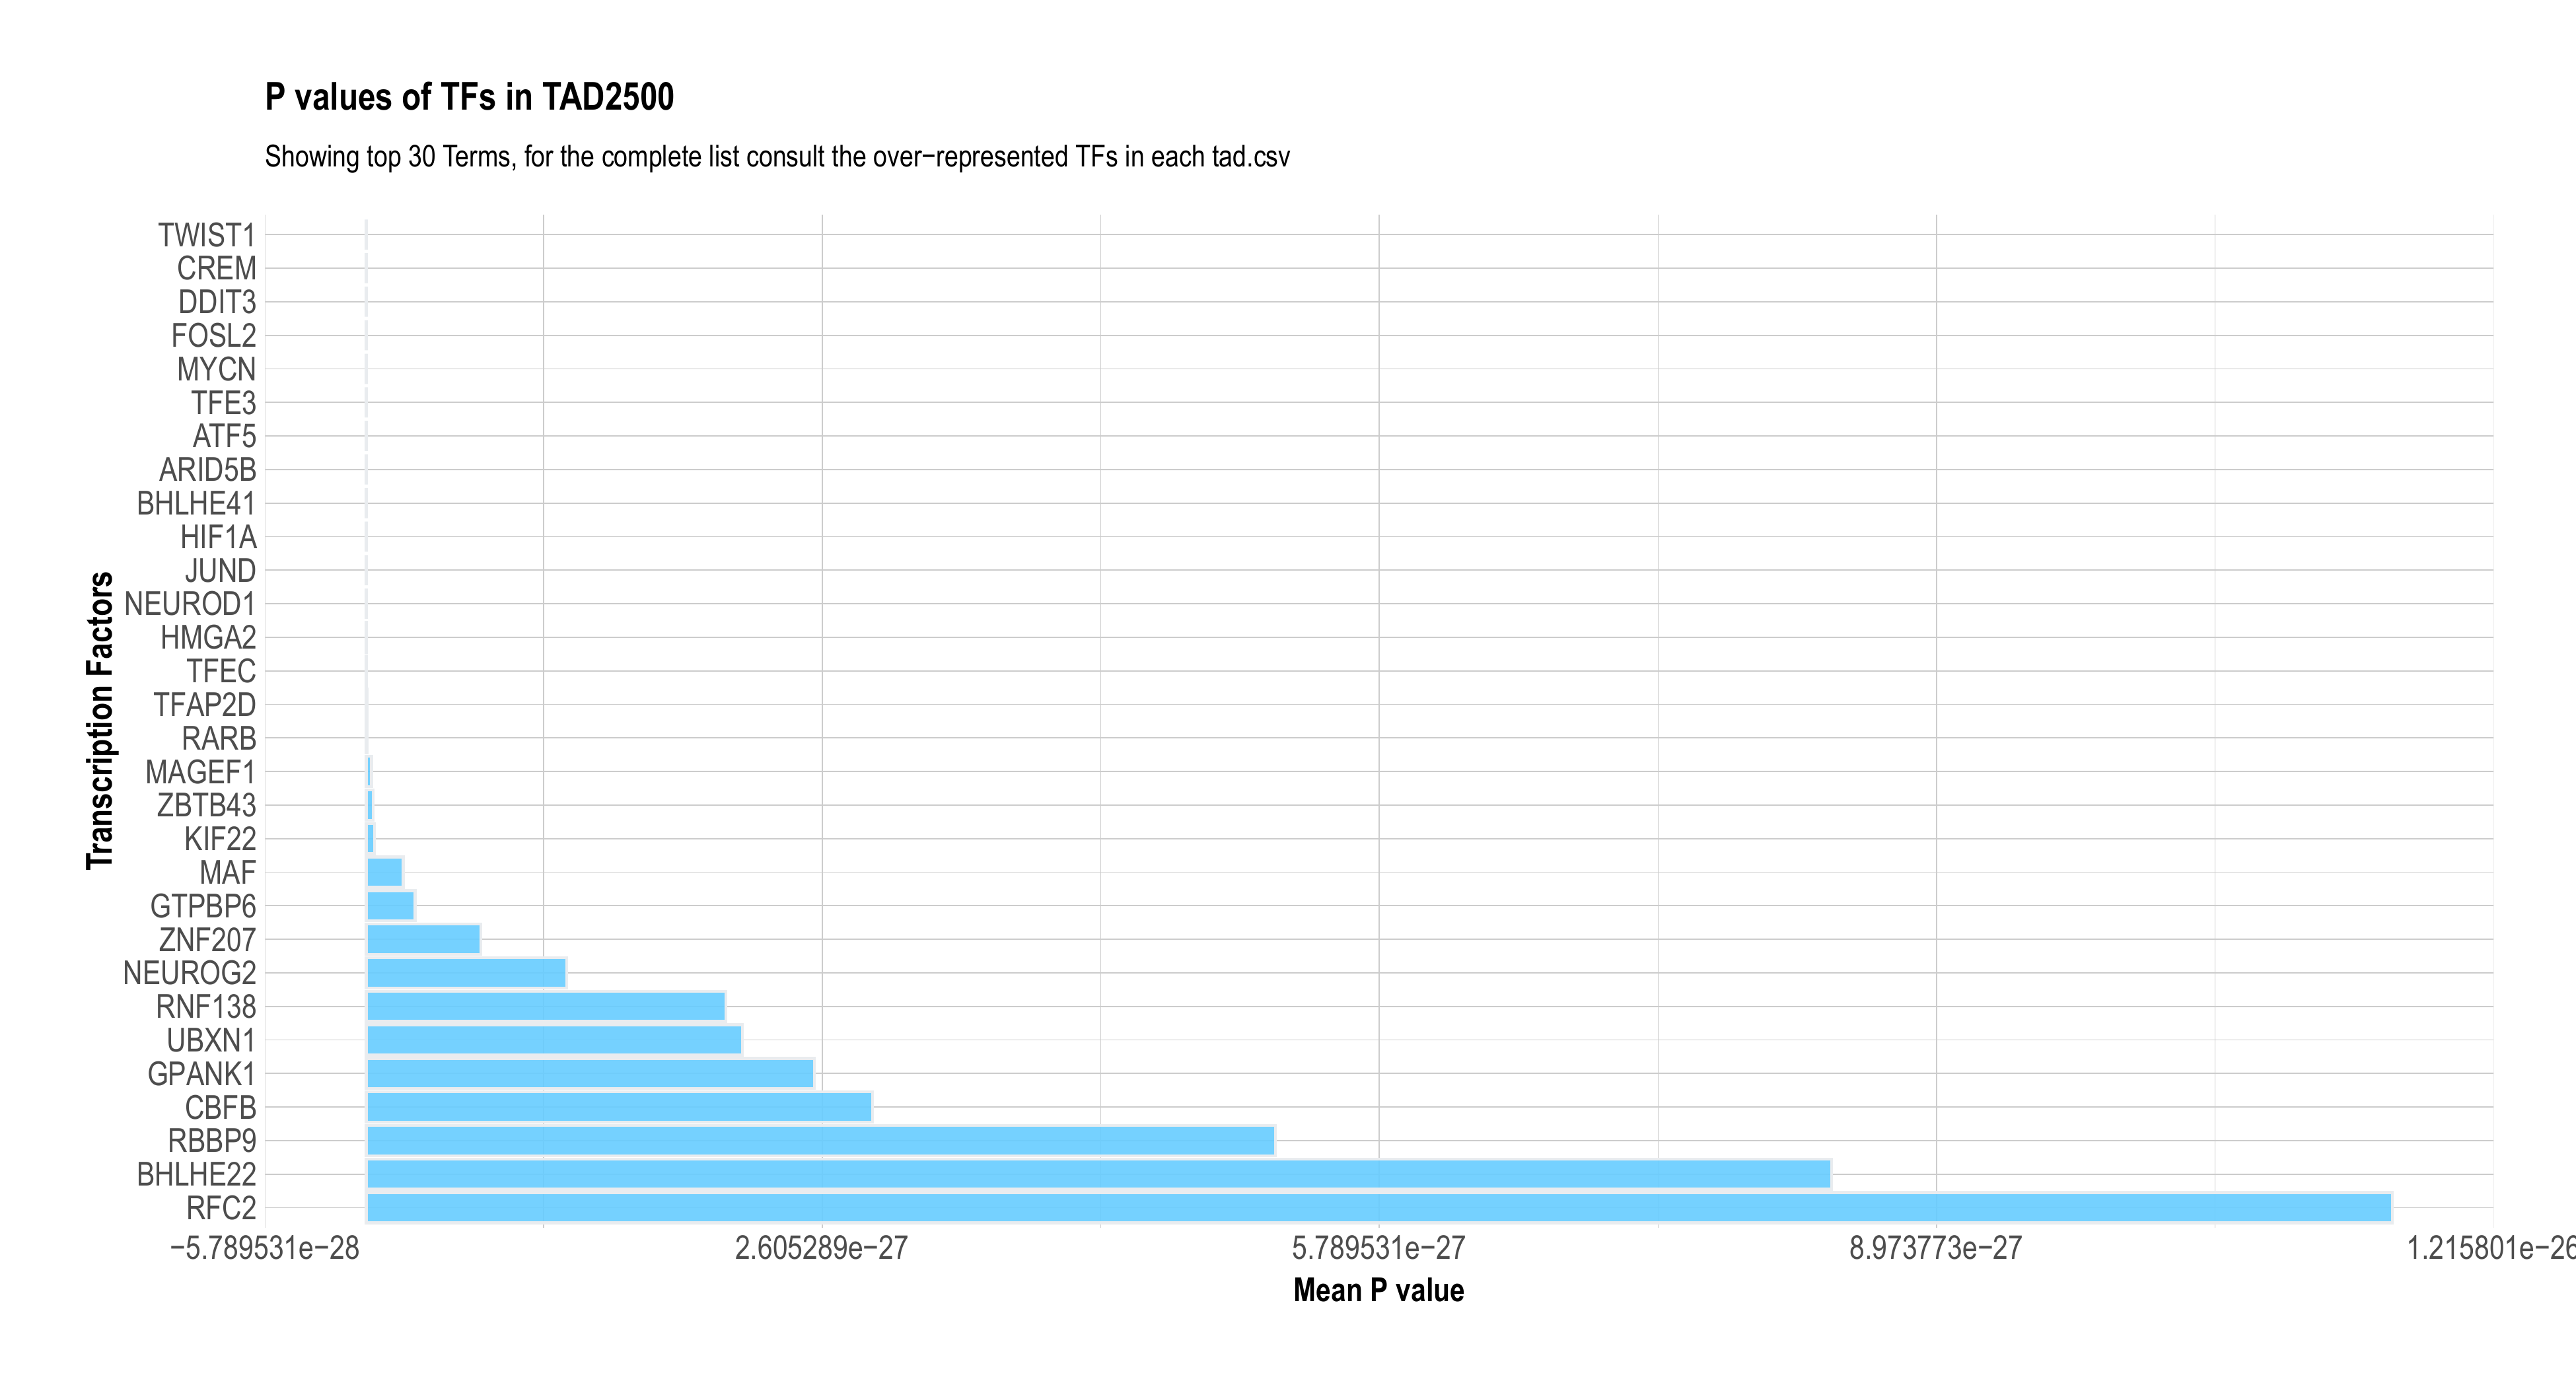 P values of TFs in TAD2500
Showing top 30 Terms, for the complete list consult the over−represented TFs in each tad.csv
Transcription Factors
TWIST1
CREM
DDIT3
FOSL2
MYCN
TFE3
ATF5
ARID5B
BHLHE41
HIF1A
JUND
NEUROD1
HMGA2
TFEC
TFAP2D
RARB
MAGEF1
ZBTB43
KIF22
MAF
GTPBP6
ZNF207
NEUROG2
RNF138
UBXN1
GPANK1
CBFB
RBBP9
BHLHE22
RFC2
−5.789531e−28 2.605289e−27 5.789531e−27 8.973773e−27 1.215801e−26
Mean P value